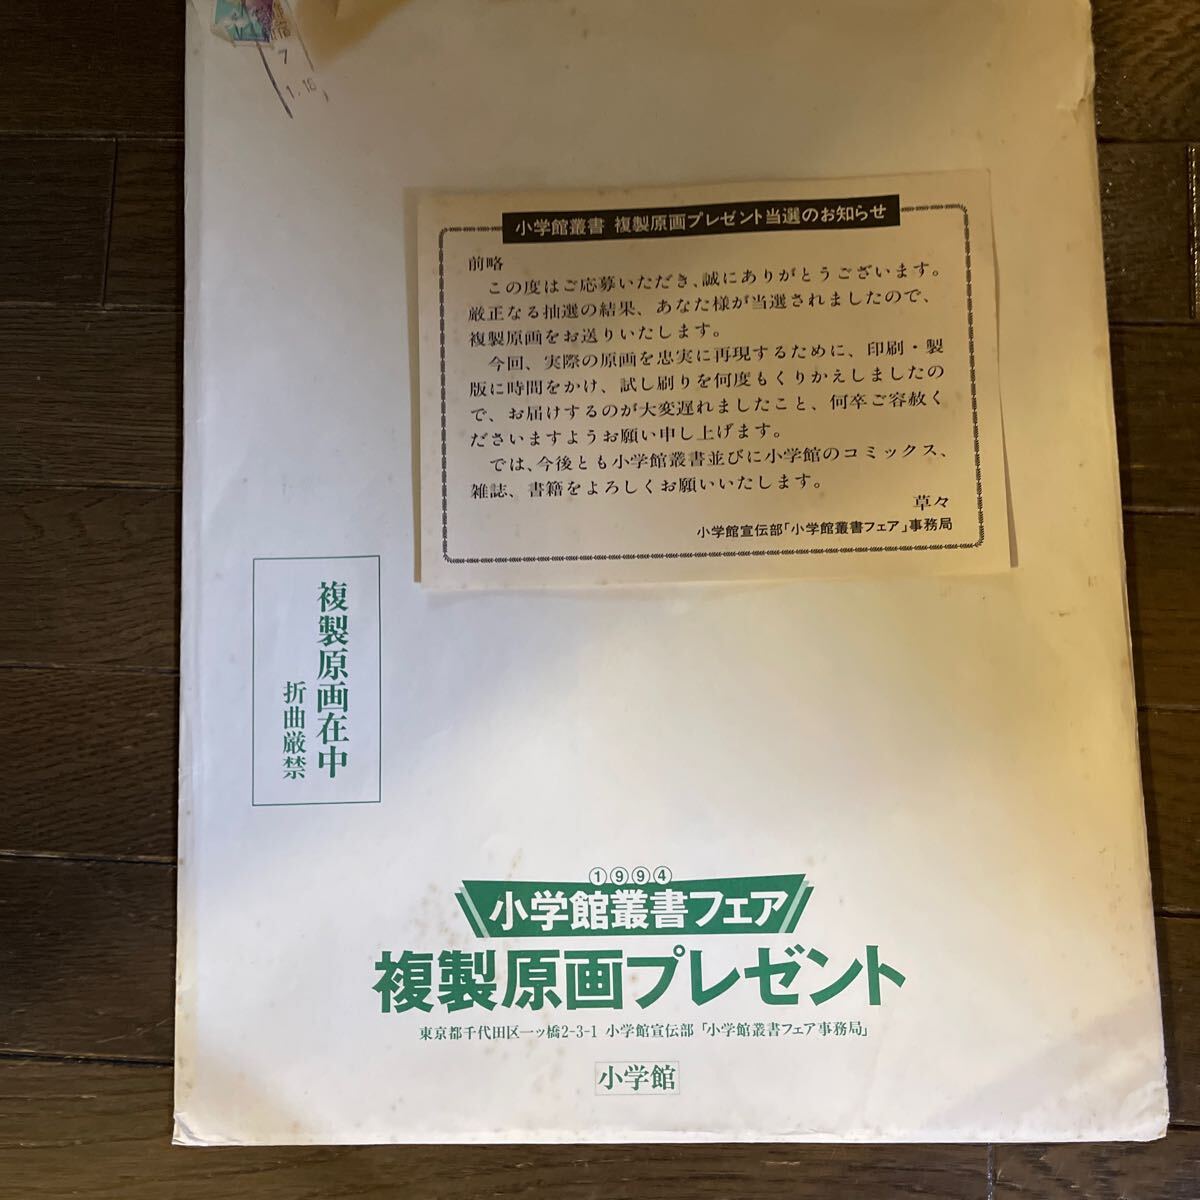 7
1.16
小学館叢書 複製原画プレゼント当選のお知らせ
前略
この度はご応募いただき、誠にありがとうございます。
厳正なる抽選の結果、あなた様が当選されましたので、
複製原画をお送りいたします。
今回、実際の原画を忠実に再現するために、印刷・製
版に時間をかけ、試し刷りを何度もくりかえしましたの
で、お届けするのが大変遅れましたこと、何卒ご容赦く
ださいますようお願い申し上げます。
では、今後とも小学館叢書並びに小学館のコミックス、
雑誌、書籍をよろしくお願いいたします。
草々
小学館宣伝部「小学館叢書フェア」事務局
複製原画在中
折曲厳禁
①⑨⑨④
小学館叢書フェア
複製原画プレゼント
東京都千代田区一ッ橋2-3-1 小学館宣伝部「小学館叢書フェア事務局」
小学館